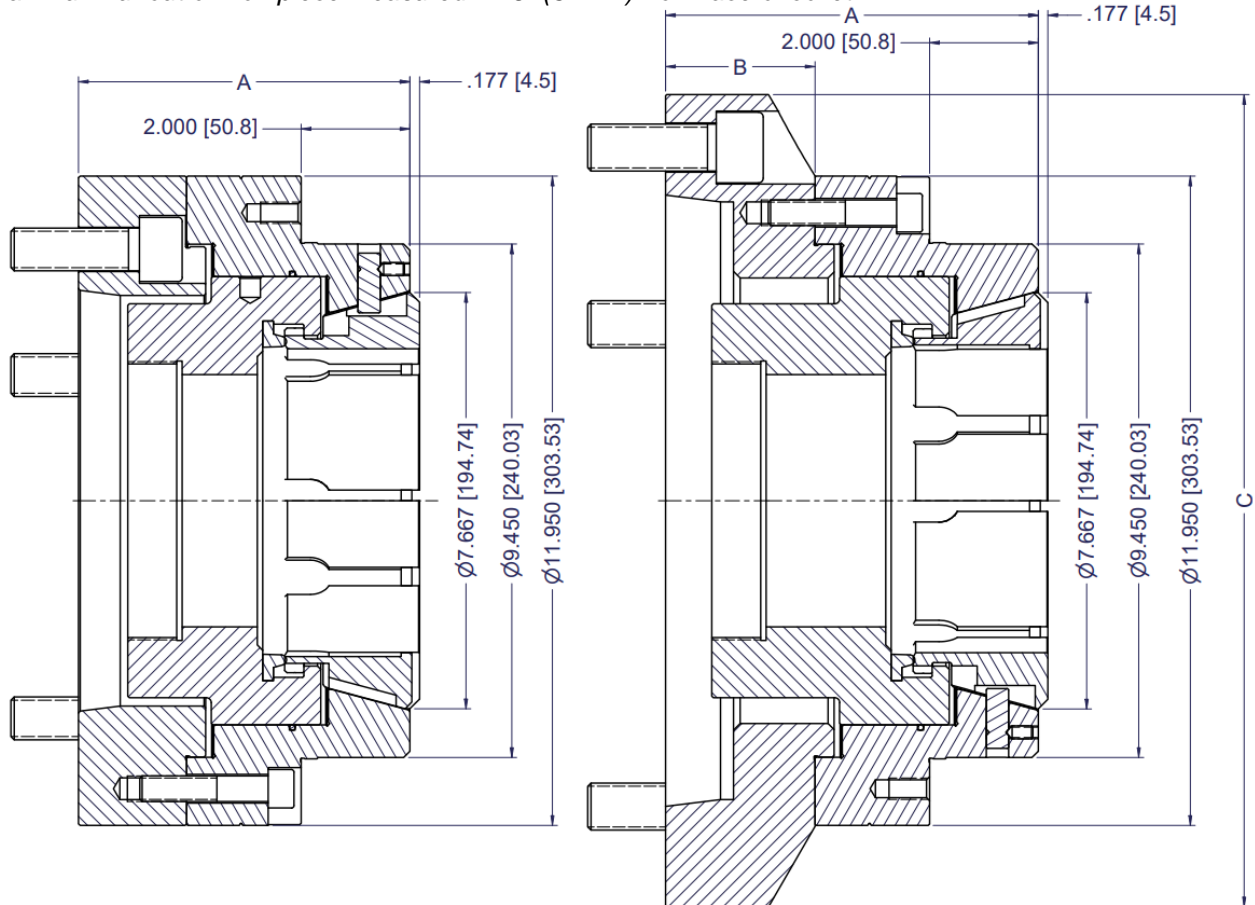 A
.177 [4.5]
2.000 [50.8]
Ø7.667 [194.74]
Ø9.450 [240.03]
Ø11.950 [303.53]
A
.177 [4.5]
2.000 [50.8]
B
Ø7.667 [194.74]
Ø9.450 [240.03]
Ø11.950 [303.53]
C